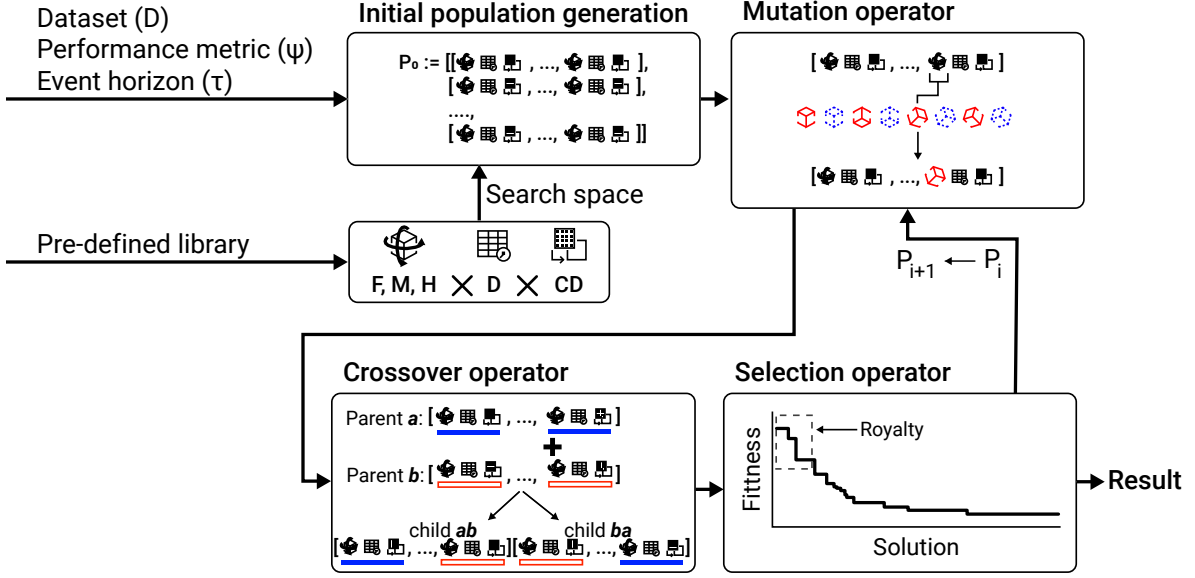 Dataset (D)
Performance metric (ψ)
Event horizon (τ)
Initial population generation
P₀ := [[ , ..., ],
[ , ..., ],
....,
[ , ..., ]]
Mutation operator
[ , ..., ]
[ , ..., ]
Search space
Pre-defined library
F, M, H × D × CD
P_{i+1} ← P_i
Crossover operator
Parent a: [ , ..., ]
+
Parent b: [ , ..., ]
child ab child ba
[ , ..., ][ , ..., ]
Selection operator
Royalty
Fittness
Solution
Result